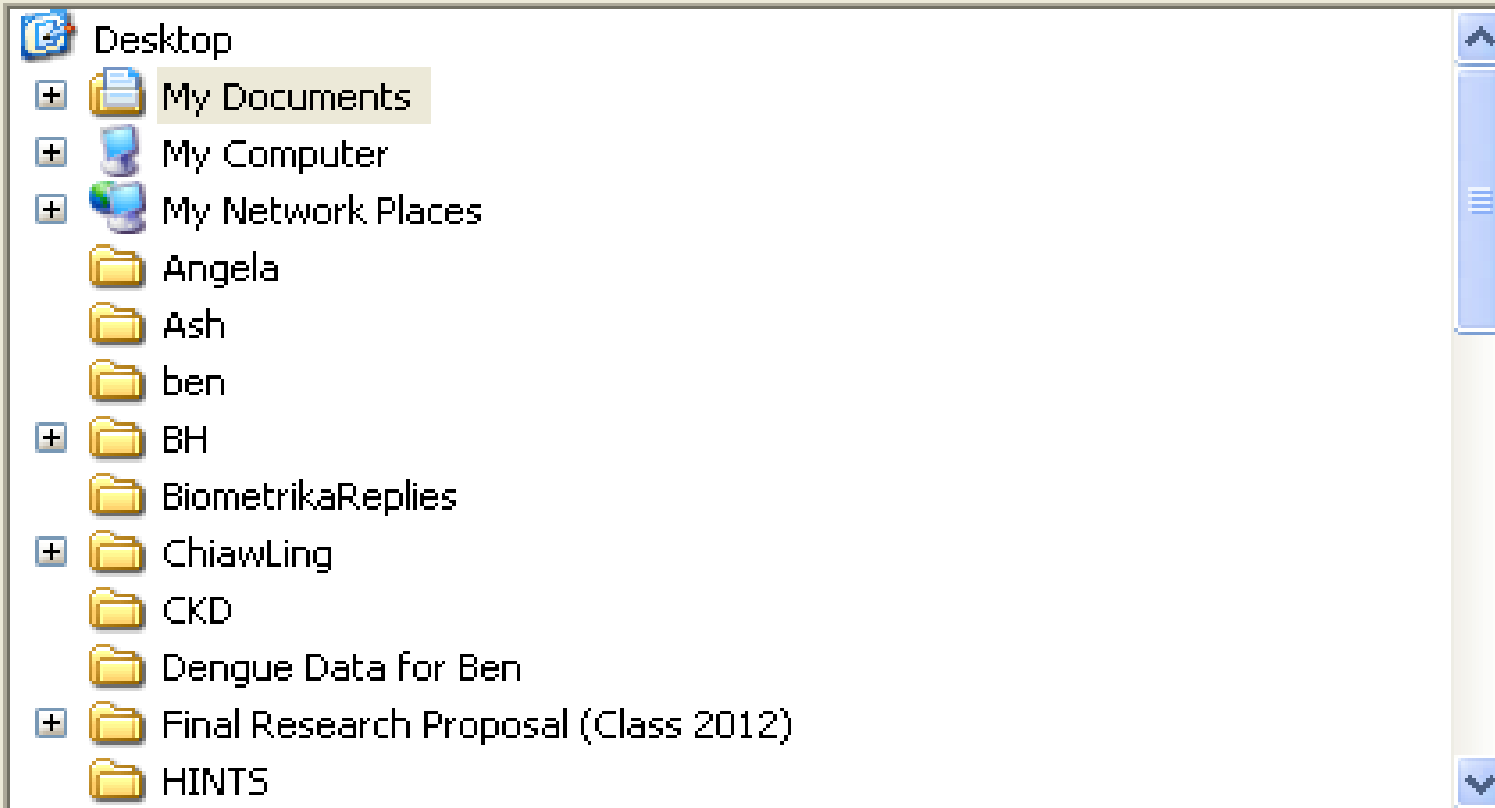 Desktop
My Documents
My Computer
My Network Places
Angela
Ash
ben
BH
BiometrikaReplies
ChiawLing
CKD
Dengue Data for Ben
Final Research Proposal (Class 2012)
HINTS